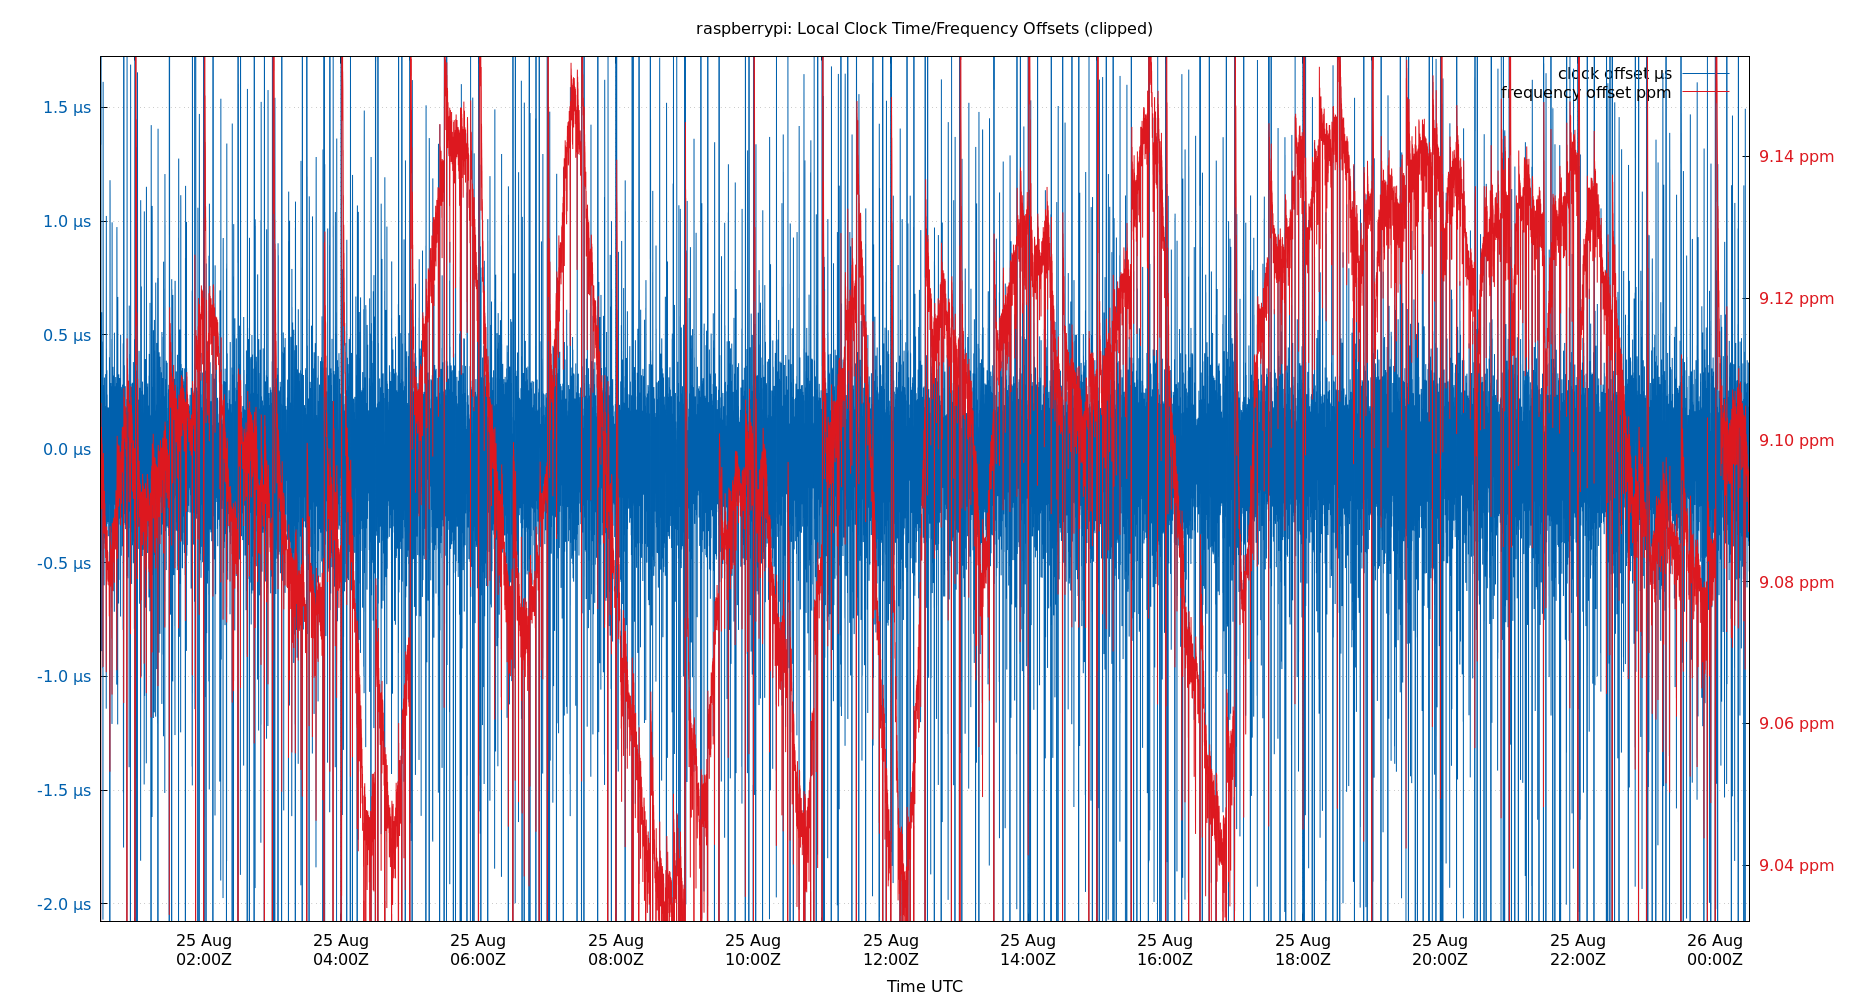 raspberrypi: Local Clock Time/Frequency Offsets (clipped)
clock offset µs
frequency offset ppm
1.5 µs
1.0 µs
0.5 µs
0.0 µs
-0.5 µs
-1.0 µs
-1.5 µs
-2.0 µs
9.14 ppm
9.12 ppm
9.10 ppm
9.08 ppm
9.06 ppm
9.04 ppm
25 Aug 25 Aug 25 Aug 25 Aug 25 Aug 25 Aug 25 Aug 25 Aug 25 Aug 25 Aug 25 Aug 26 Aug
02:00Z 04:00Z 06:00Z 08:00Z 10:00Z 12:00Z 14:00Z 16:00Z 18:00Z 20:00Z 22:00Z 00:00Z
Time UTC